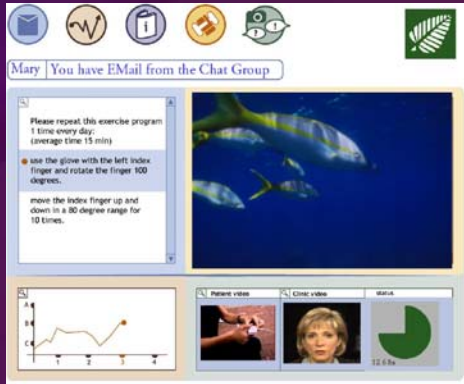 i
Mary You have EMail from the Chat Group
Please repeat this exercise program
1 time every day:
(average time 15 min)
use the glove with the left index
finger and rotate the finger 100
degrees.
move the index finger up and
down in a 80 degree range for
10 times.
A
B
C
1 2 3 4
Patient video Clinic video status